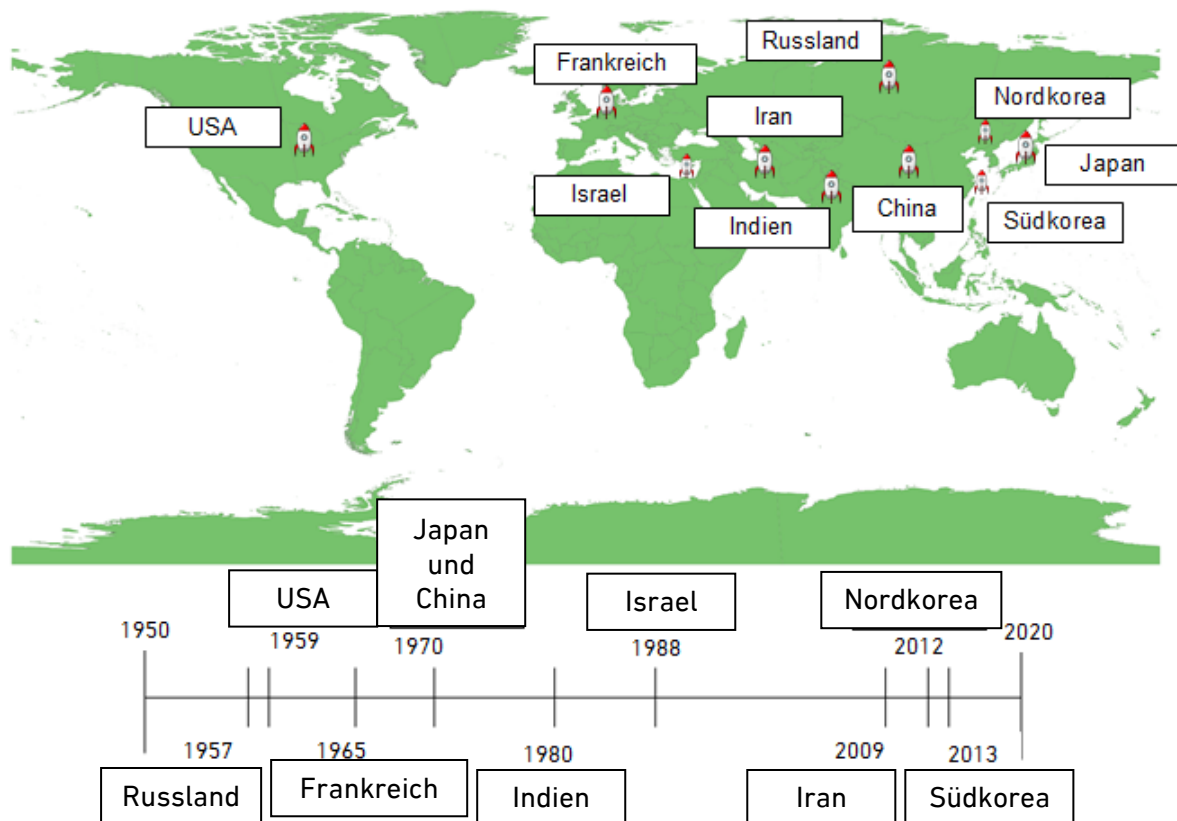 Russland
Frankreich
Nordkorea
Iran
USA
Japan
Israel
China
Südkorea
Indien
Japan
und
China
USA
Israel
Nordkorea
1950
1959
1970
1988
2012
2020
1957
1965
1980
2009
2013
Russland
Frankreich
Indien
Iran
Südkorea